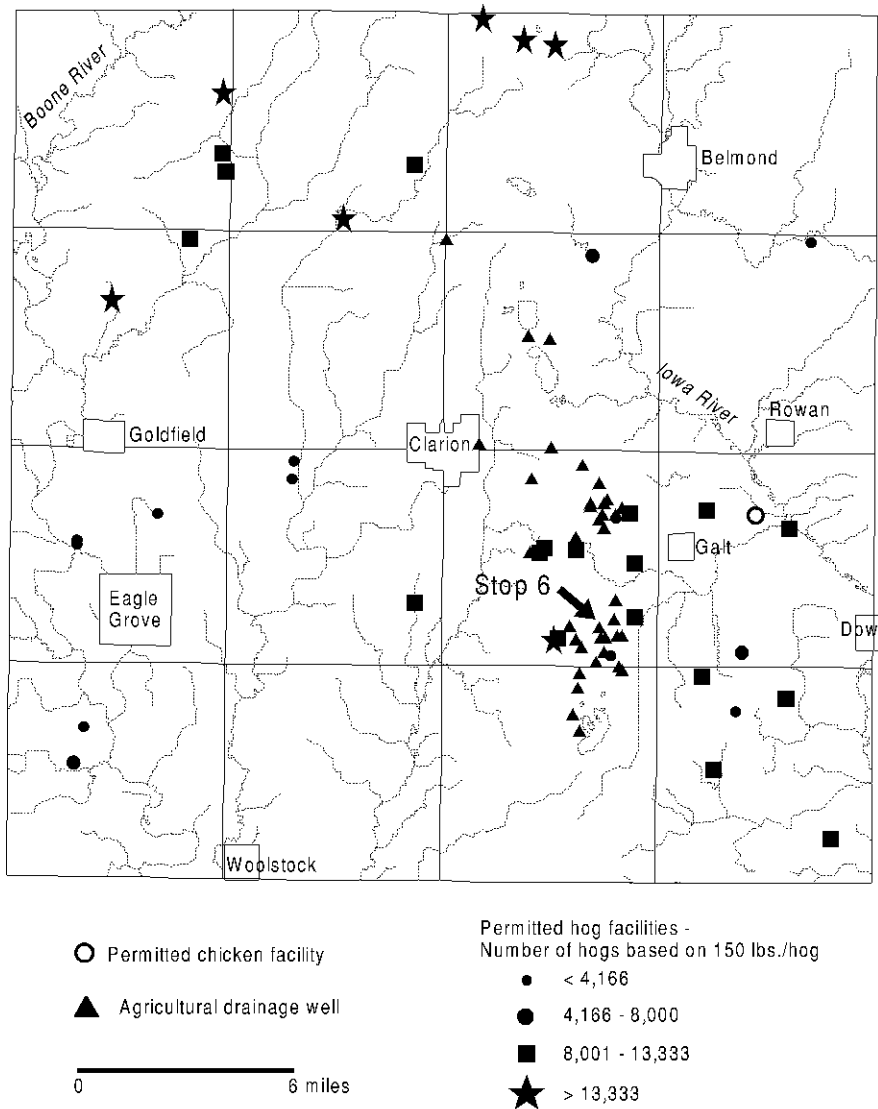 Boone River
Belmond
Iowa River
Rowan
Goldfield
Clarion
Galt
Stop 6
Eagle
Grove
Dow
Woolstock
Permitted chicken facility
Agricultural drainage well
0 6 miles
Permitted hog facilities -
Number of hogs based on 150 lbs./hog
< 4,166
4,166 - 8,000
8,001 - 13,333
> 13,333